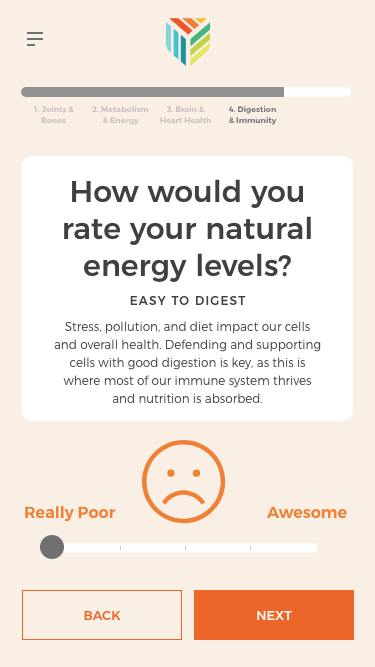 1. Joints &
Bones
2. Metabolism
& Energy
3. Brain &
Heart Health
4. Digestion
& Immunity
How would you
rate your natural
energy levels?
EASY TO DIGEST
Stress, pollution, and diet impact our cells
and overall health. Defending and supporting
cells with good digestion is key, as this is
where most of our immune system thrives
and nutrition is absorbed.
Really Poor
Awesome
BACK
NEXT